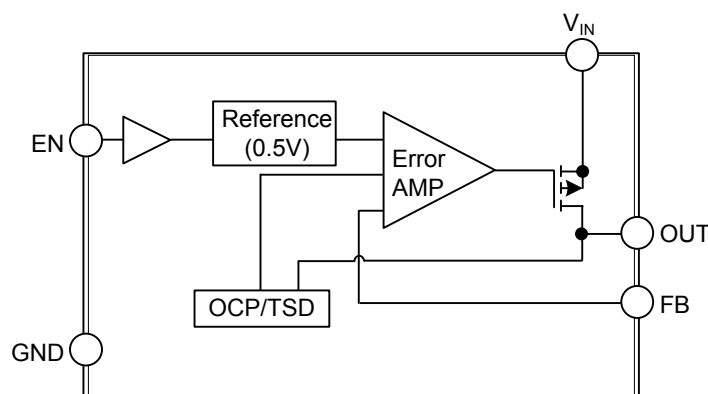 VIN
EN
Reference
(0.5V)
Error
AMP
OUT
OCP/TSD
FB
GND